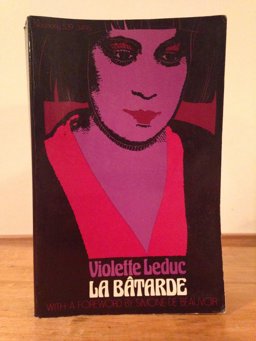 Violette Leduc
LA BÂTARDE
WITH A FOREWORD BY SIMONE DE BEAUVOIR